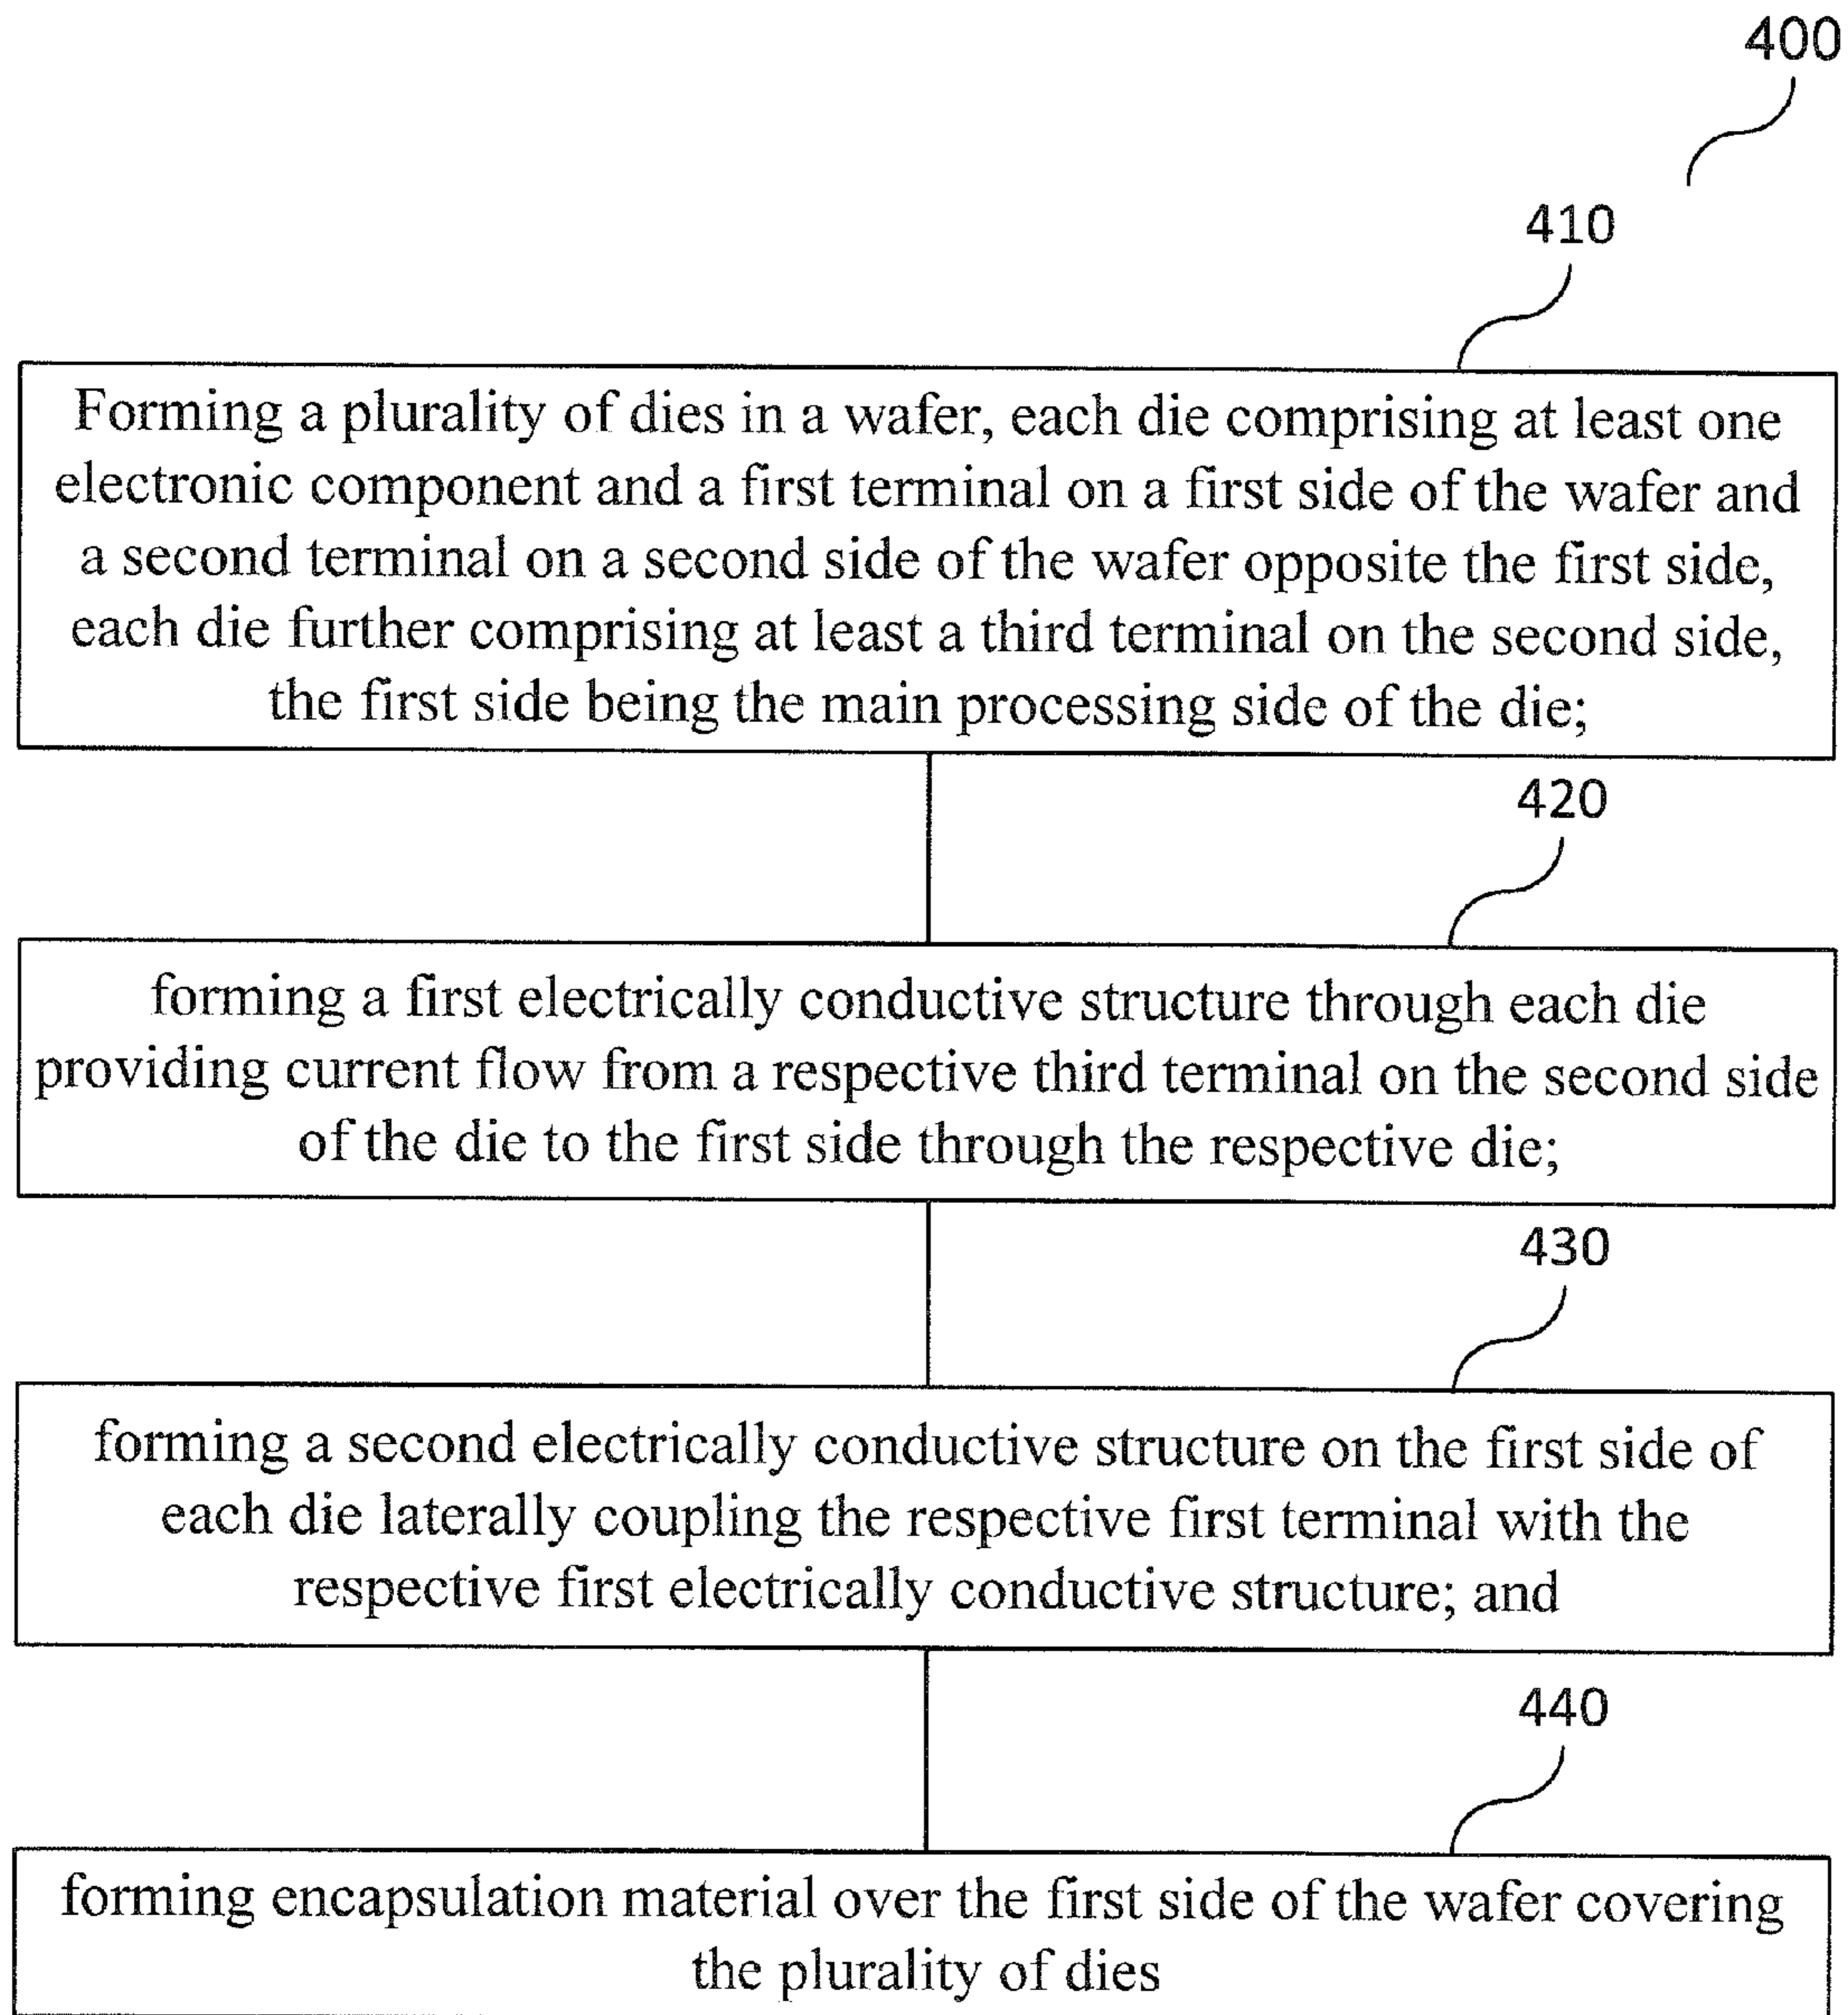 400
410
Forming a plurality of dies in a wafer, each die comprising at least one
electronic component and a first terminal on a first side of the wafer and
a second terminal on a second side of the wafer opposite the first side,
each die further comprising at least a third terminal on the second side,
the first side being the main processing side of the die;
420
forming a first electrically conductive structure through each die
providing current flow from a respective third terminal on the second side
of the die to the first side through the respective die;
430
forming a second electrically conductive structure on the first side of
each die laterally coupling the respective first terminal with the
respective first electrically conductive structure; and
440
forming encapsulation material over the first side of the wafer covering
the plurality of dies